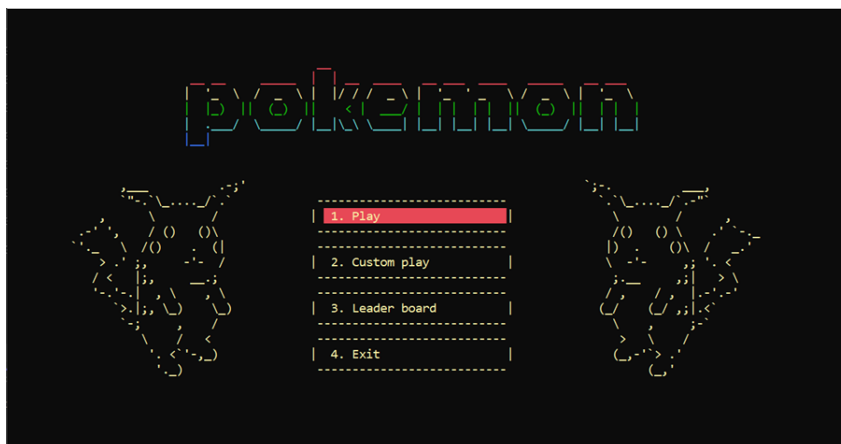 pokemon
1. Play
2. Custom play
3. Leader board
4. Exit